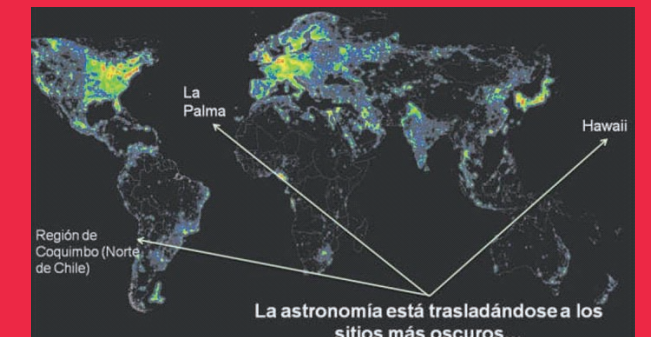 La
Palma
Hawaii
Región de
Coquimbo (Norte
de Chile)
La astronomía está trasladándose a los
sitios más oscuros...